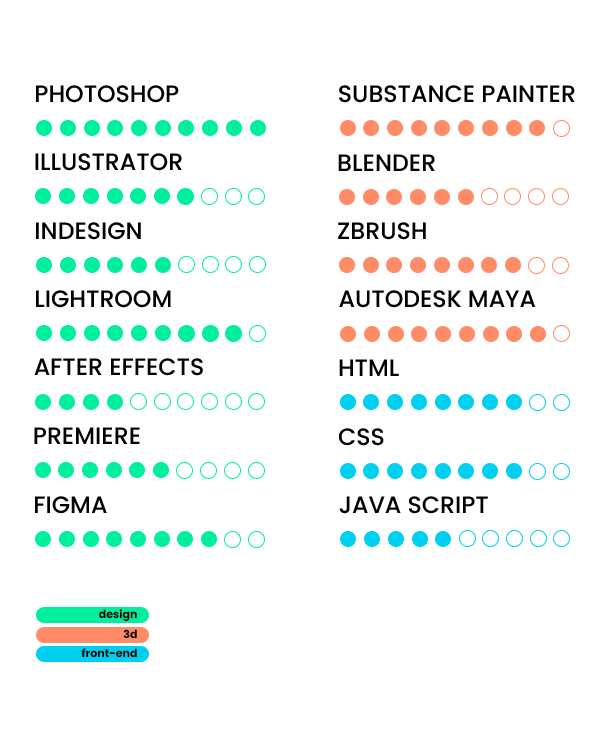 PHOTOSHOP
ILLUSTRATOR
INDESIGN
LIGHTROOM
AFTER EFFECTS
PREMIERE
FIGMA
SUBSTANCE PAINTER
BLENDER
ZBRUSH
AUTODESK MAYA
HTML
CSS
JAVA SCRIPT
design
3d
front-end